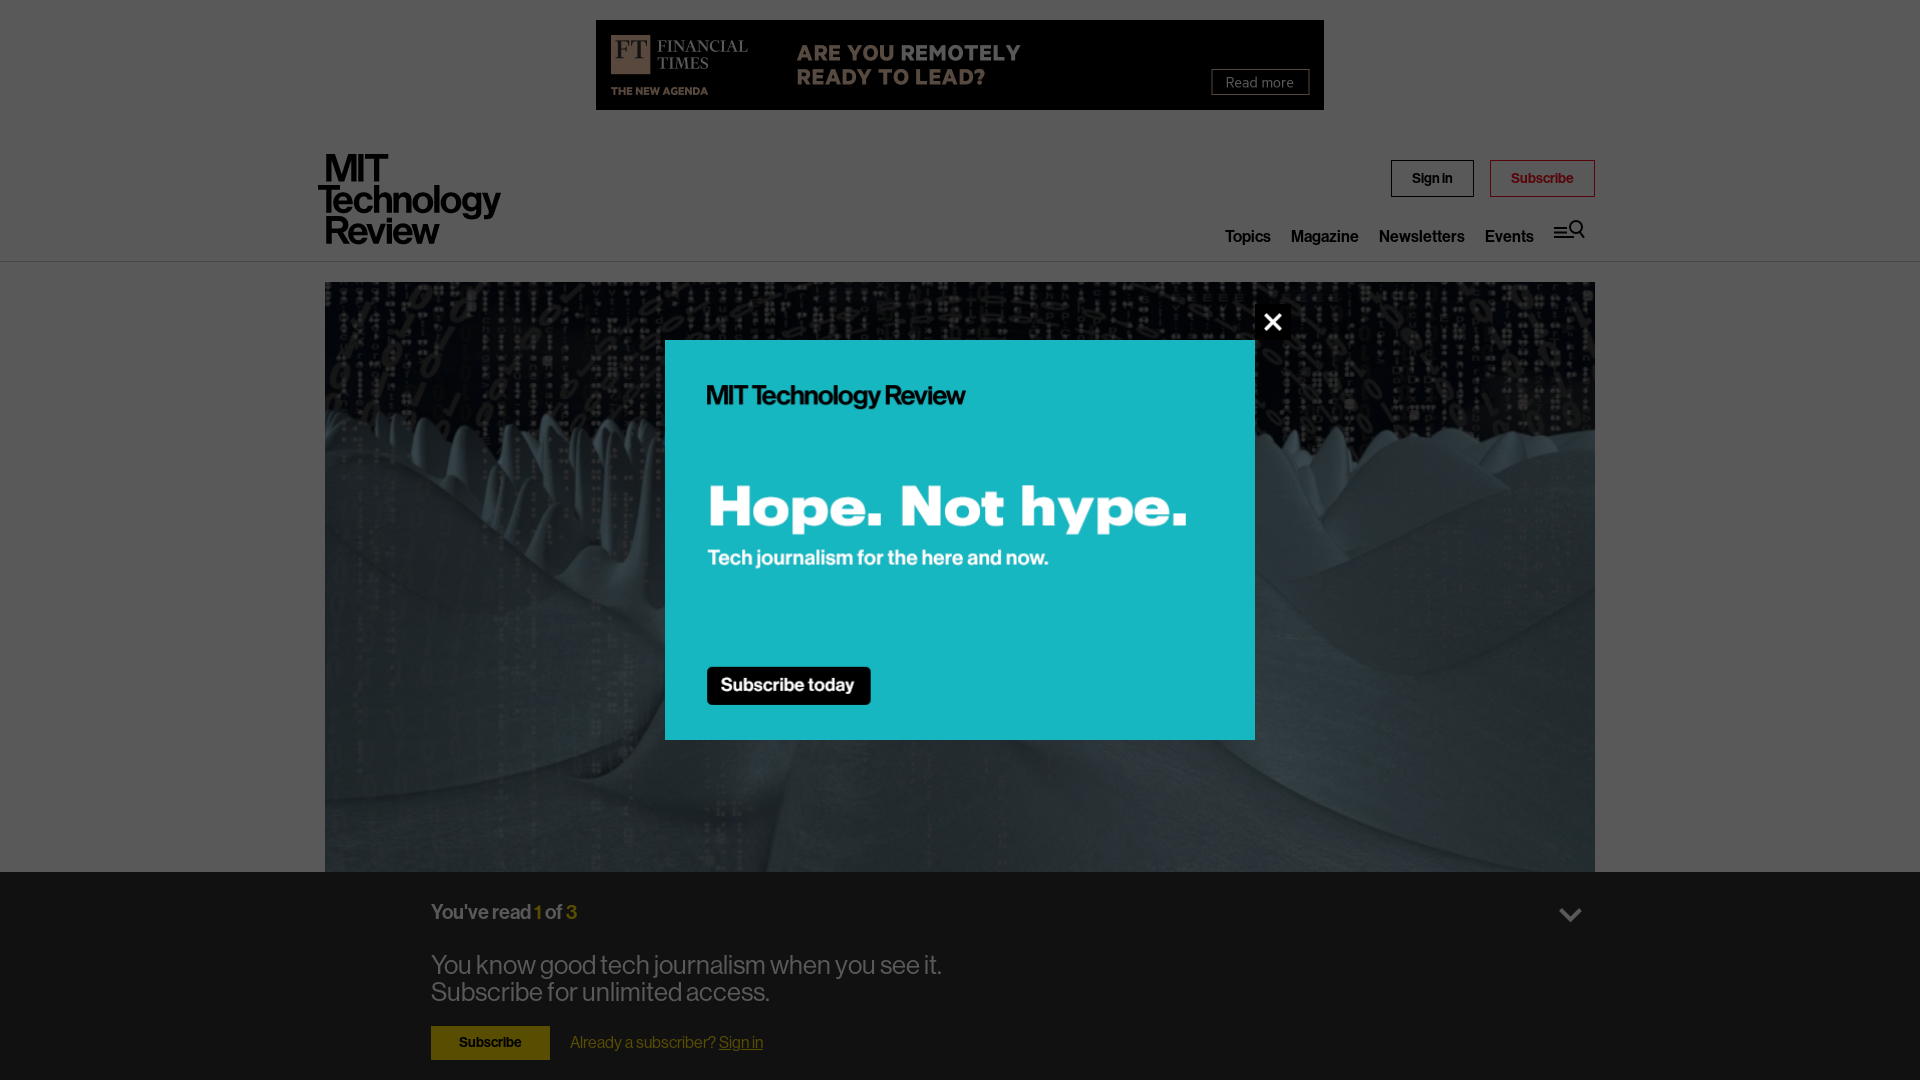 FT FINANCIAL
TIMES
THE NEW AGENDA
ARE YOU REMOTELY
READY TO LEAD?
Read more
MIT
Technology
Review
Sign in
Subscribe
Topics
Magazine
Newsletters
Events
MIT Technology Review
Hope. Not hype.
Tech journalism for the here and now.
Subscribe today
You've read 1 of 3
You know good tech journalism when you see it.
Subscribe for unlimited access.
Subscribe
Already a subscriber? Sign in